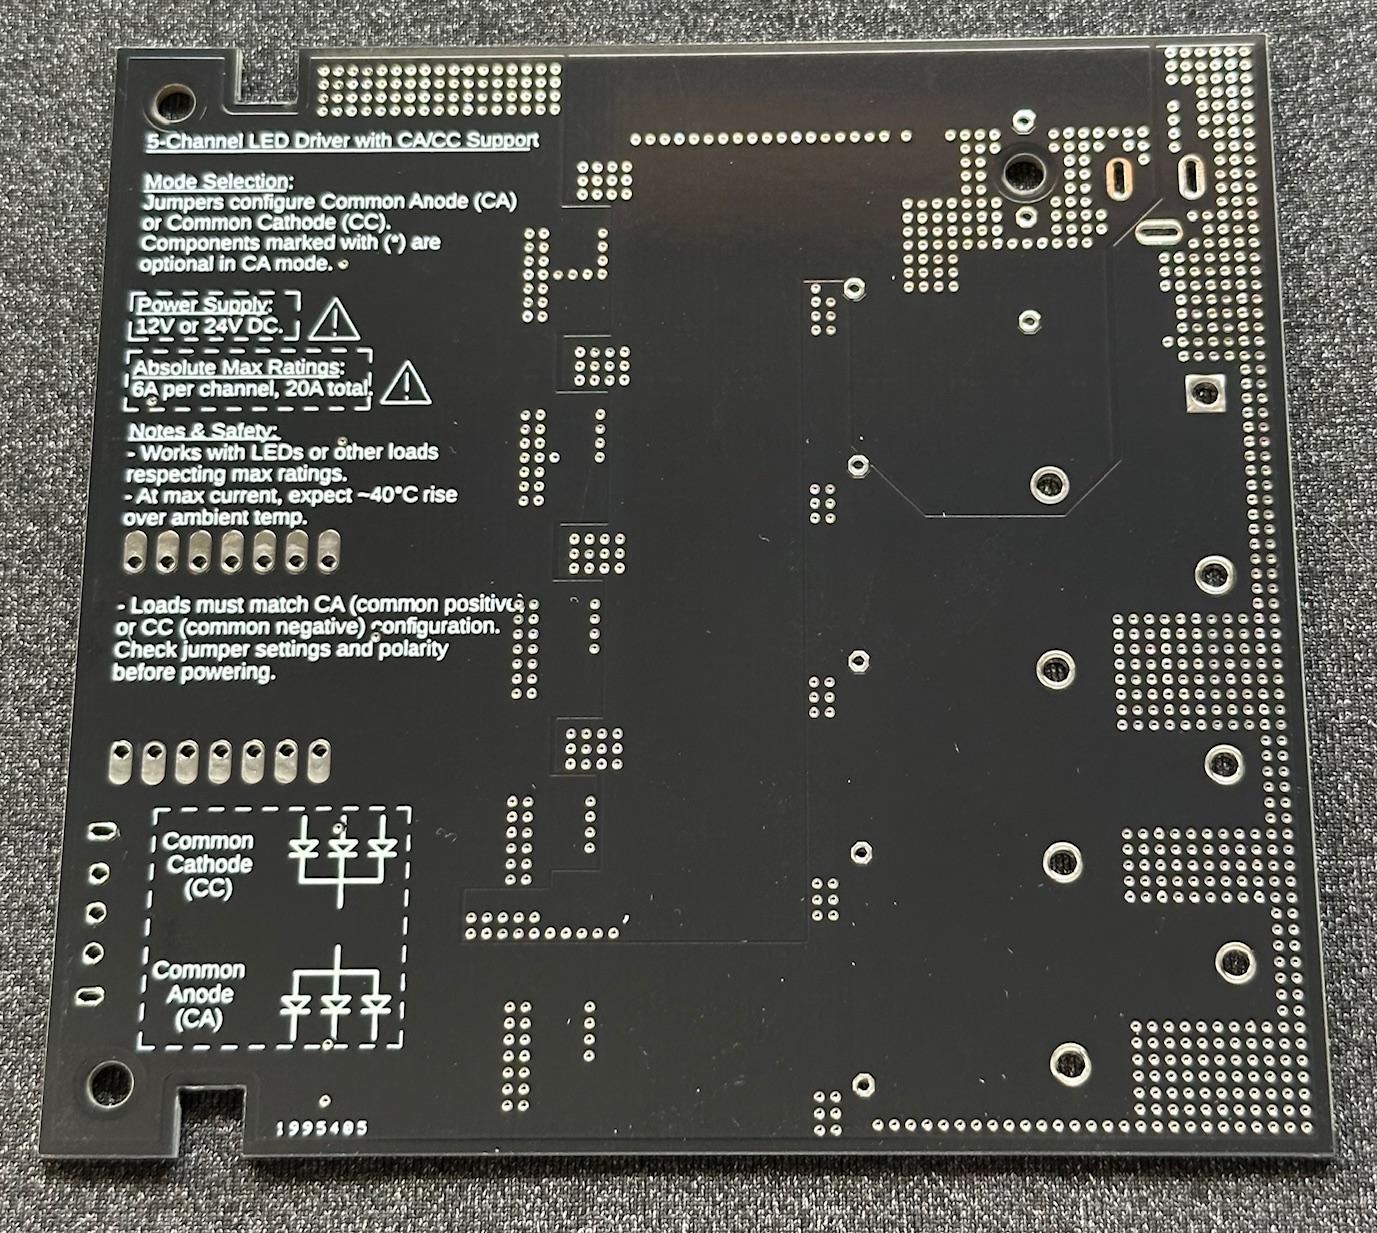 5-Channel LED Driver with CA/CC Support
Mode Selection:
Jumpers configure Common Anode (CA)
or Common Cathode (CC).
Components marked with (*) are
optional in CA mode.
Power Supply:
12V or 24V DC.
Absolute Max Ratings:
6A per channel, 20A total.
Notes & Safety:
- Works with LEDs or other loads
respecting max ratings.
- At max current, expect ~40°C rise
over ambient temp.
- Loads must match CA (common positive)
or CC (common negative) configuration.
Check jumper settings and polarity
before powering.
Common
Cathode
(CC)
Common
Anode
(CA)
1995405